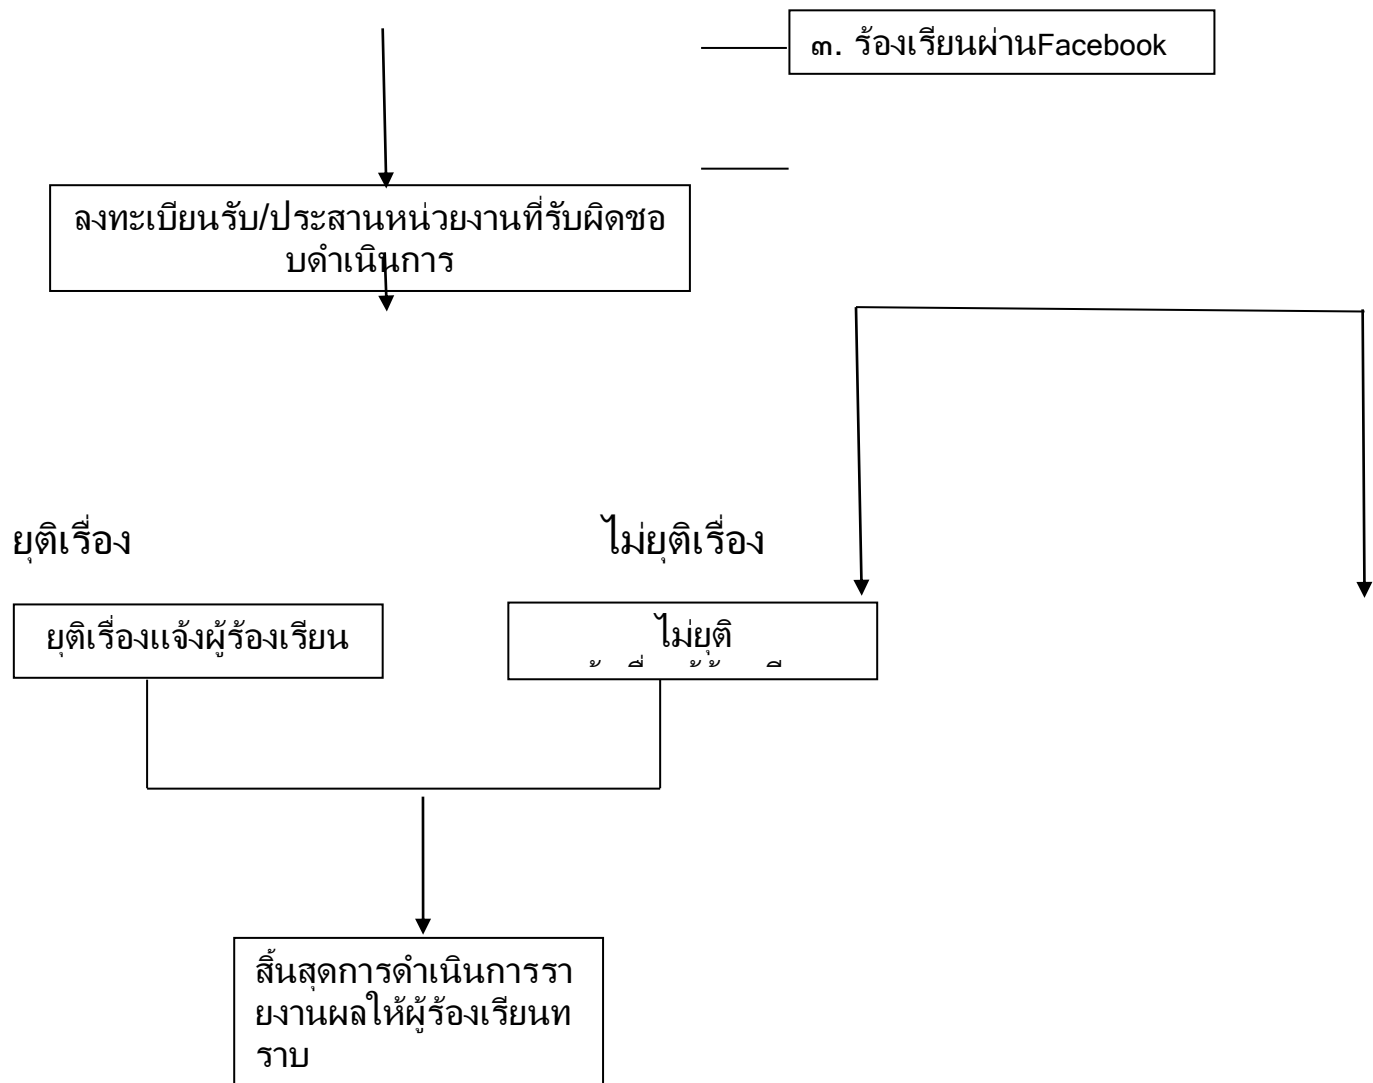 ๓. ร้องเรียนผ่านFacebook
ลงทะเบียนรับ/ประสานหน่วยงานที่รับผิดชอ
บดำเนินการ
ยุติเรื่อง
ไม่ยุติเรื่อง
ยุติเรื่องแจ้งผู้ร้องเรียน
ไม่ยุติ
สิ้นสุดการดำเนินการรา
ยงานผลให้ผู้ร้องเรียนท
ราบ